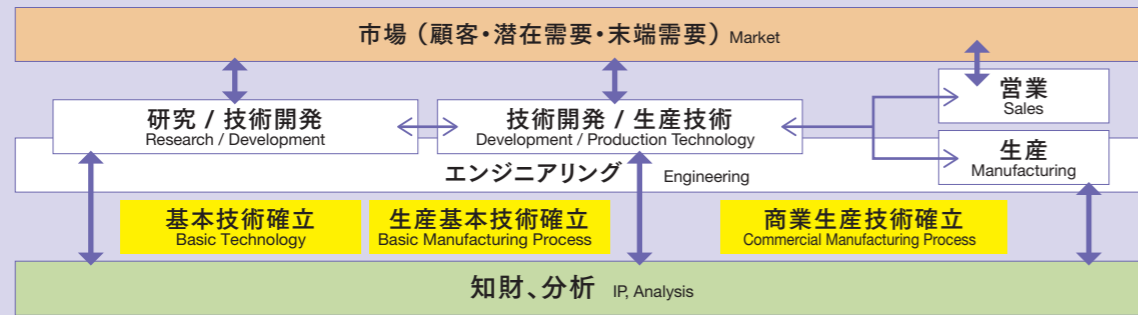 市場（顧客・潜在需要・末端需要） Market
研究 / 技術開発
Research / Development
技術開発 / 生産技術
Development / Production Technology
営業
Sales
生産
Manufacturing
エンジニアリング Engineering
基本技術確立
Basic Technology
生産基本技術確立
Basic Manufacturing Process
商業生産技術確立
Commercial Manufacturing Process
知財、分析 IP, Analysis